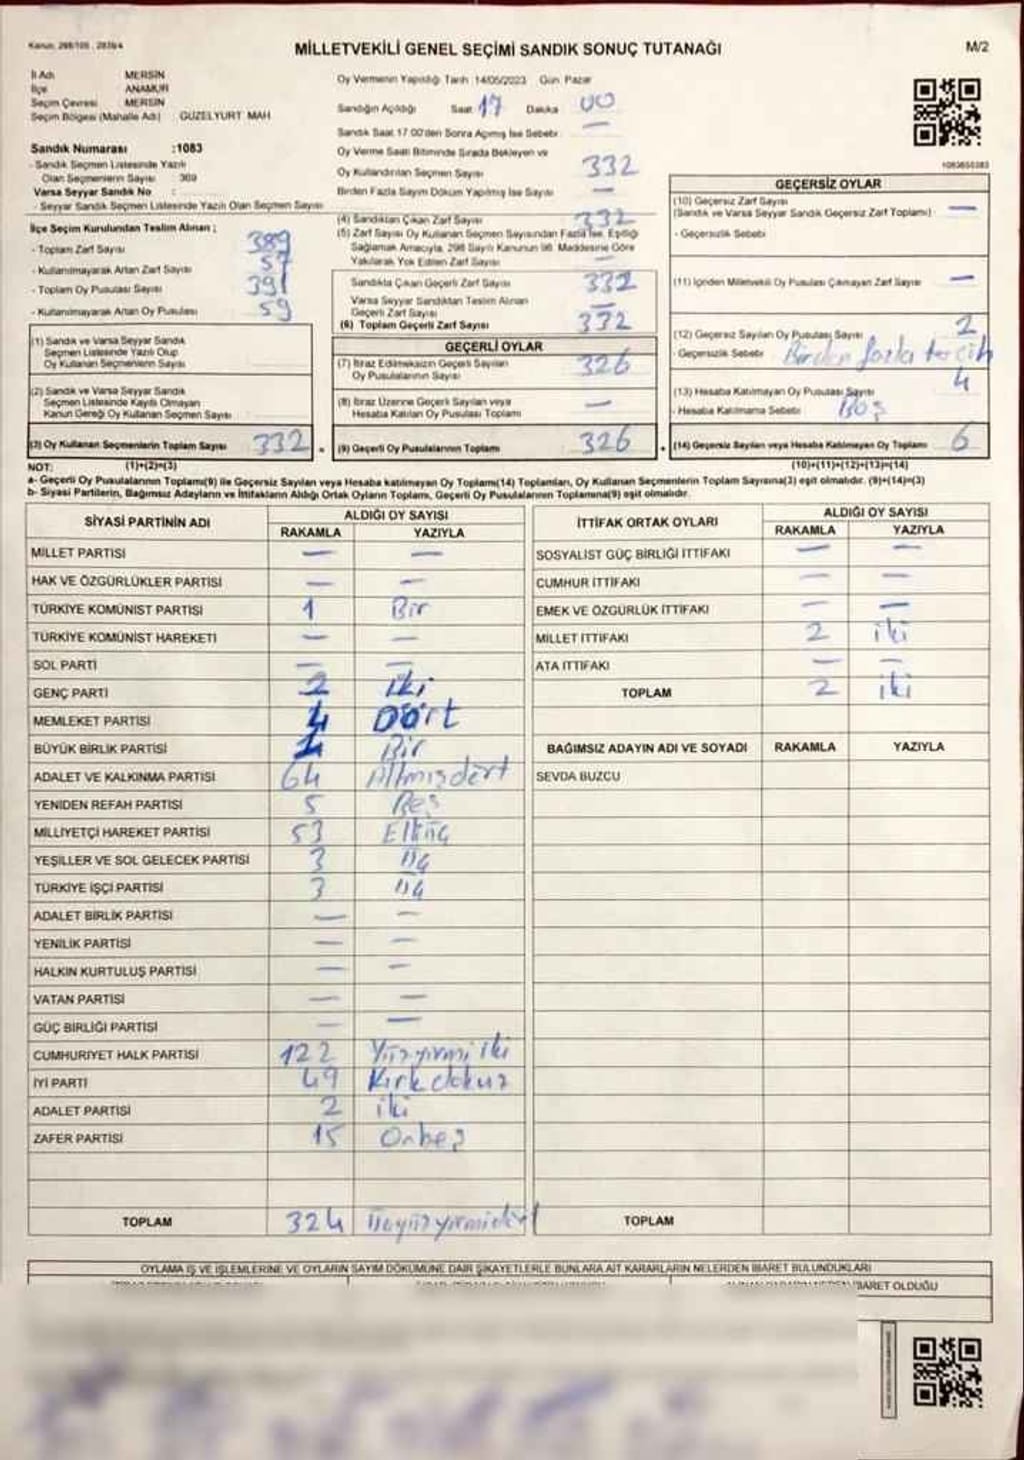 Kanun: 298/105 , 2839/4
MİLLETVEKİLİ GENEL SEÇİMİ SANDIK SONUÇ TUTANAĞI
M/2
İl Adı MERSİN
İlçe ANAMUR
Seçim Çevresi MERSİN
Seçim Bölgesi (Mahalle Adı) : GÜZELYURT MAH
Sandık Numarası :1083
- Sandık Seçmen Listesinde Yazılı
Olan Seçmenlerin Sayısı : 369
Varsa Seyyar Sandık No :
- Seyyar Sandık Seçmen Listesinde Yazılı Olan Seçmen Sayısı
İlçe Seçim Kurulundan Teslim Alınan ;
- Toplam Zarf Sayısı 389
- Kullanılmayarak Artan Zarf Sayısı 57
- Toplam Oy Pusulası Sayısı 391
- Kullanılmayarak Artan Oy Pusulası 59
(1) Sandık ve Varsa Seyyar Sandık
Seçmen Listesinde Yazılı Olup
Oy Kullanan Seçmenlerin Sayısı
(2) Sandık ve Varsa Seyyar Sandık
Seçmen Listesinde Kayıtlı Olmayan
Kanun Gereği Oy Kullanan Seçmen Sayısı
(3) Oy Kullanan Seçmenlerin Toplam Sayısı 332
Oy Vermenin Yapıldığı Tarih :14/05/2023 Gün: Pazar
Sandığın Açıldığı Saat 17 Dakika 00
Sandık Saat 17:00'den Sonra Açılmış İse Sebebi : —
Oy Verme Saati Bitiminde Sırada Bekleyen ve
Oy Kullandırılan Seçmen Sayısı 332
Birden Fazla Sayım Döküm Yapılmış İse Sayısı —
(4) Sandıktan Çıkan Zarf Sayısı 332
(5) Zarf Sayısı Oy Kullanan Seçmen Sayısından Fazla İse, Eşitliği
Sağlamak Amacıyla, 298 Sayılı Kanunun 98. Maddesine Göre
Yakılarak Yok Edilen Zarf Sayısı —
Sandıkta Çıkan Geçerli Zarf Sayısı 332
Varsa Seyyar Sandıktan Teslim Alınan
Geçerli Zarf Sayısı —
(6) Toplam Geçerli Zarf Sayısı 332
GEÇERLİ OYLAR
(7) İtiraz Edilmeksizin Geçerli Sayılan
Oy Pusulalarının Sayısı 326
(8) İtiraz Üzerine Geçerli Sayılan veya
Hesaba Katılan Oy Pusulası Toplamı —
(9) Geçerli Oy Pusulalarının Toplamı 326
GEÇERSİZ OYLAR
(10) Geçersiz Zarf Sayısı —
(Sandık ve Varsa Seyyar Sandık Geçersiz Zarf Toplamı)
- Geçersizlik Sebebi
(11) İçinden Milletvekili Oy Pusulası Çıkmayan Zarf Sayısı —
(12) Geçersiz Sayılan Oy Pusulası Sayısı 2
- Geçersizlik Sebebi Birden fazla tercih
(13) Hesaba Katılmayan Oy Pusulası Sayısı 4
- Hesaba Katılmama Sebebi Boş
(14) Geçersiz Sayılan veya Hesaba Katılmayan Oy Toplamı 6
NOT: (1)+(2)=(3) (10)+(11)+(12)+(13)=(14)
a- Geçerli Oy Pusulalarının Toplamı(9) ile Geçersiz Sayılan veya Hesaba katılmayan Oy Toplamı(14) Toplamları, Oy Kullanan Seçmenlerin Toplam Sayısına(3) eşit olmalıdır. (9)+(14)=(3)
b- Siyasi Partilerin, Bağımsız Adayların ve İttifakların Aldığı Ortak Oyların Toplamı, Geçerli Oy Pusulalarının Toplamına(9) eşit olmalıdır.
SİYASİ PARTİNİN ADI ALDIĞI OY SAYISI
RAKAMLA YAZIYLA
MİLLET PARTİSİ — —
HAK VE ÖZGÜRLÜKLER PARTİSİ — —
TÜRKİYE KOMÜNİST PARTİSİ 1 Bir
TÜRKİYE KOMÜNİST HAREKETİ — —
SOL PARTİ — —
GENÇ PARTİ 2 iki
MEMLEKET PARTİSİ 4 Dört
BÜYÜK BİRLİK PARTİSİ 1 Bir
ADALET VE KALKINMA PARTİSİ 64 Altmışdört
YENİDEN REFAH PARTİSİ 5 Beş
MİLLİYETÇİ HAREKET PARTİSİ 53 Elliüç
YEŞİLLER VE SOL GELECEK PARTİSİ 3 üç
TÜRKİYE İŞÇİ PARTİSİ 3 üç
ADALET BİRLİK PARTİSİ — —
YENİLİK PARTİSİ — —
HALKIN KURTULUŞ PARTİSİ — —
VATAN PARTİSİ — —
GÜÇ BİRLİĞİ PARTİSİ — —
CUMHURİYET HALK PARTİSİ 122 Yüzyirmi iki
İYİ PARTİ 49 Kırkdokuz
ADALET PARTİSİ 2 iki
ZAFER PARTİSİ 15 Onbeş
TOPLAM 324 üçyüzyirmidört
İTTİFAK ORTAK OYLARI ALDIĞI OY SAYISI
RAKAMLA YAZIYLA
SOSYALİST GÜÇ BİRLİĞİ İTTİFAKI — —
CUMHUR İTTİFAKI — —
EMEK VE ÖZGÜRLÜK İTTİFAKI — —
MİLLET İTTİFAKI 2 iki
ATA İTTİFAKI — —
TOPLAM 2 iki
BAĞIMSIZ ADAYIN ADI VE SOYADI RAKAMLA YAZIYLA
SEVDA BUZCU
TOPLAM
OYLAMA İŞ VE İŞLEMLERİNE VE OYLARIN SAYIM DÖKÜMÜNE DAİR ŞİKAYETLERLE BUNLARA AİT KARARLARIN NELERDEN İBARET BULUNDUKLARI
İBARET OLDUĞU